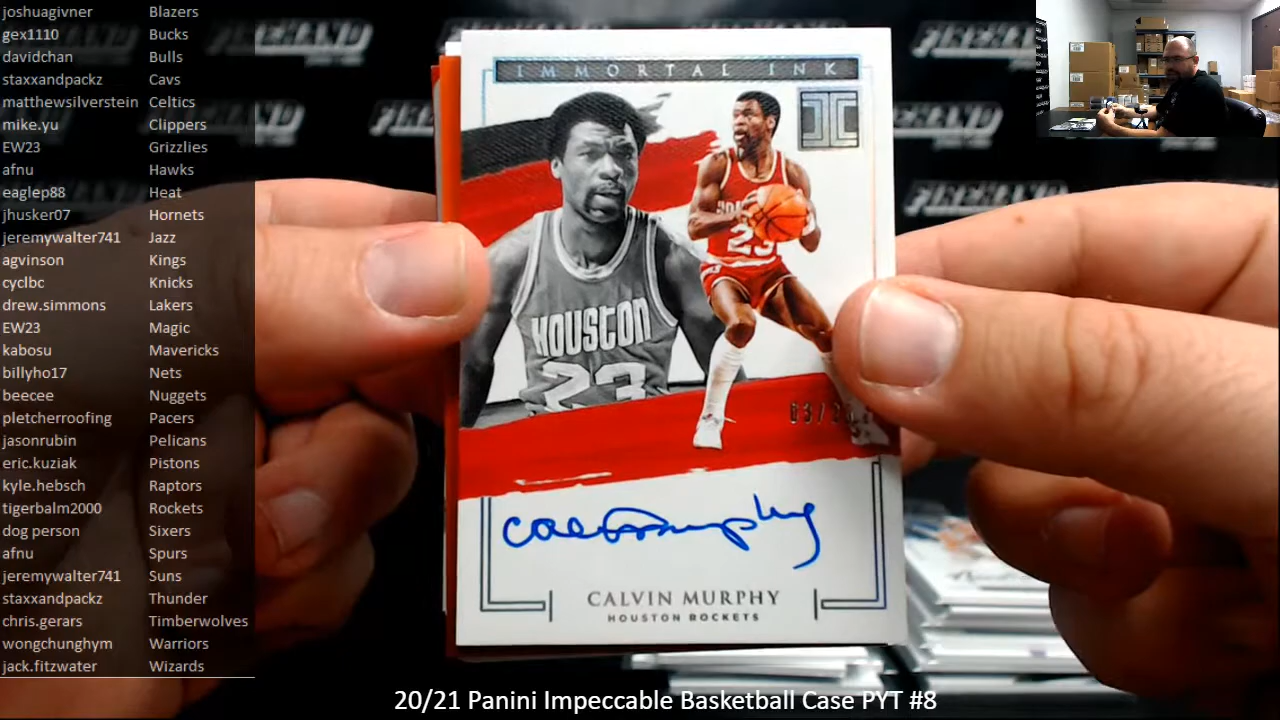 joshuagivner Blazers
gex1110 Bucks
davidchan Bulls
staxxandpackz Cavs
matthewsilverstein Celtics
mike.yu Clippers
EW23 Grizzlies
afnu Hawks
eaglep88 Heat
jhusker07 Hornets
jeremywalter741 Jazz
agvinson Kings
cyclbc Knicks
drew.simmons Lakers
EW23 Magic
kabosu Mavericks
billyho17 Nets
beecee Nuggets
pletcherroofing Pacers
jasonrubin Pelicans
eric.kuziak Pistons
kyle.hebsch Raptors
tigerbalm2000 Rockets
dog person Sixers
afnu Spurs
jeremywalter741 Suns
staxxandpackz Thunder
chris.gerars Timberwolves
wongchunghym Warriors
jack.fitzwater Wizards
FIREHAND
IMMORTAL INK
HOUSTON
23
23
CALVIN MURPHY
HOUSTON ROCKETS
20/21 Panini Impeccable Basketball Case PYT #8